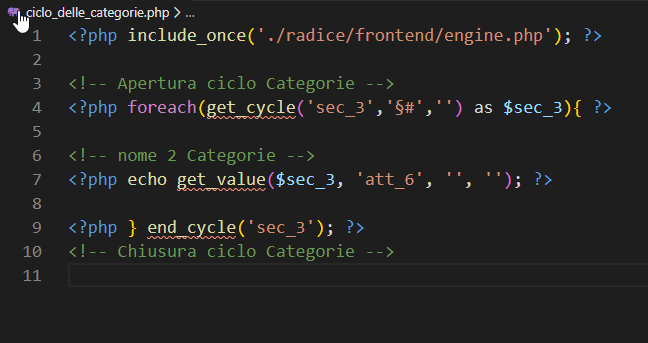 ciclo_delle_categorie.php > ...
1 <?php include_once('./radice/frontend/engine.php'); ?>
2
3 <!-- Apertura ciclo Categorie -->
4 <?php foreach(get_cycle('sec_3','§#','') as $sec_3){ ?>
5
6 <!-- nome 2 Categorie -->
7 <?php echo get_value($sec_3, 'att_6', '', ''); ?>
8
9 <?php } end_cycle('sec_3'); ?>
10 <!-- Chiusura ciclo Categorie -->
11